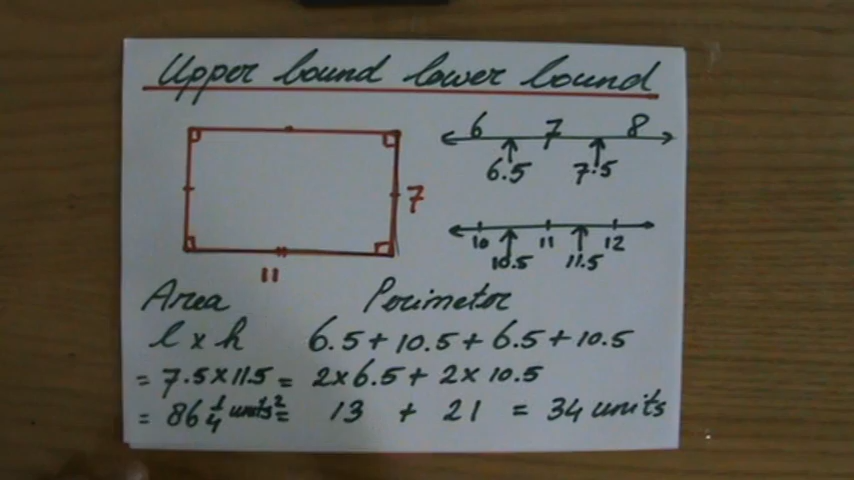 Upper bound lower bound
6 7 8
6.5 7.5
7
10 11 12
10.5 11.5
11
Area Perimeter
l x h 6.5 + 10.5 + 6.5 + 10.5
= 7.5 x 11.5 = 2 x 6.5 + 2 x 10.5
= 86 1/4 units² = 13 + 21 = 34 units